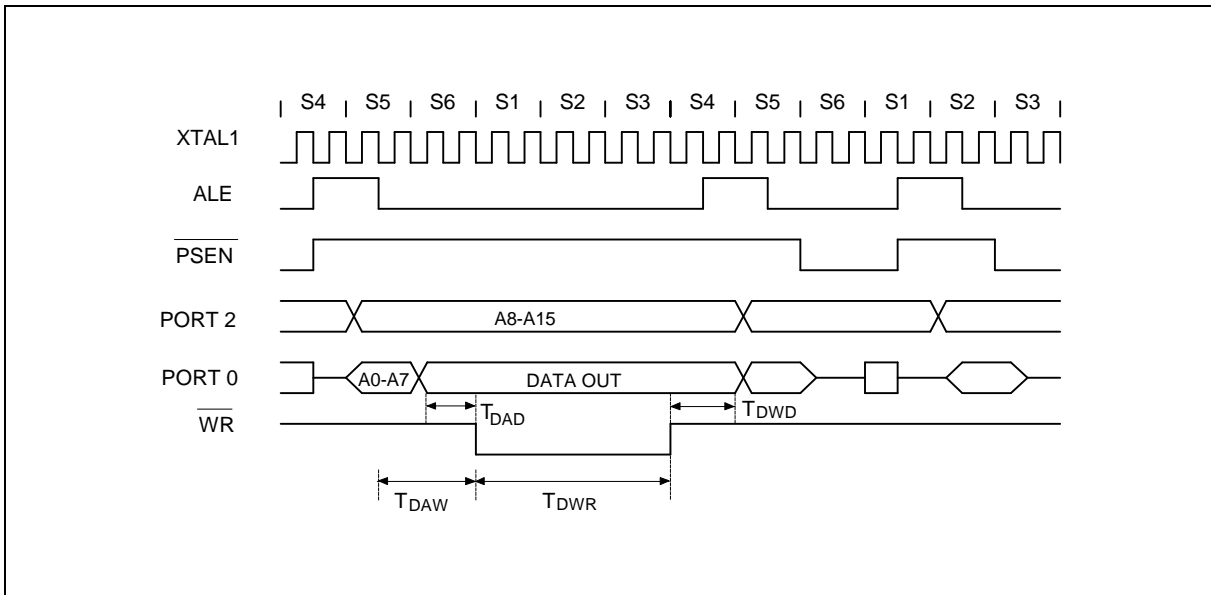 S4 S5 S6 S1 S2 S3 S4 S5 S6 S1 S2 S3
XTAL1
ALE
PSEN
PORT 2
A8-A15
PORT 0
A0-A7
DATA OUT
TDAD
TDWD
WR
TDAW
TDWR